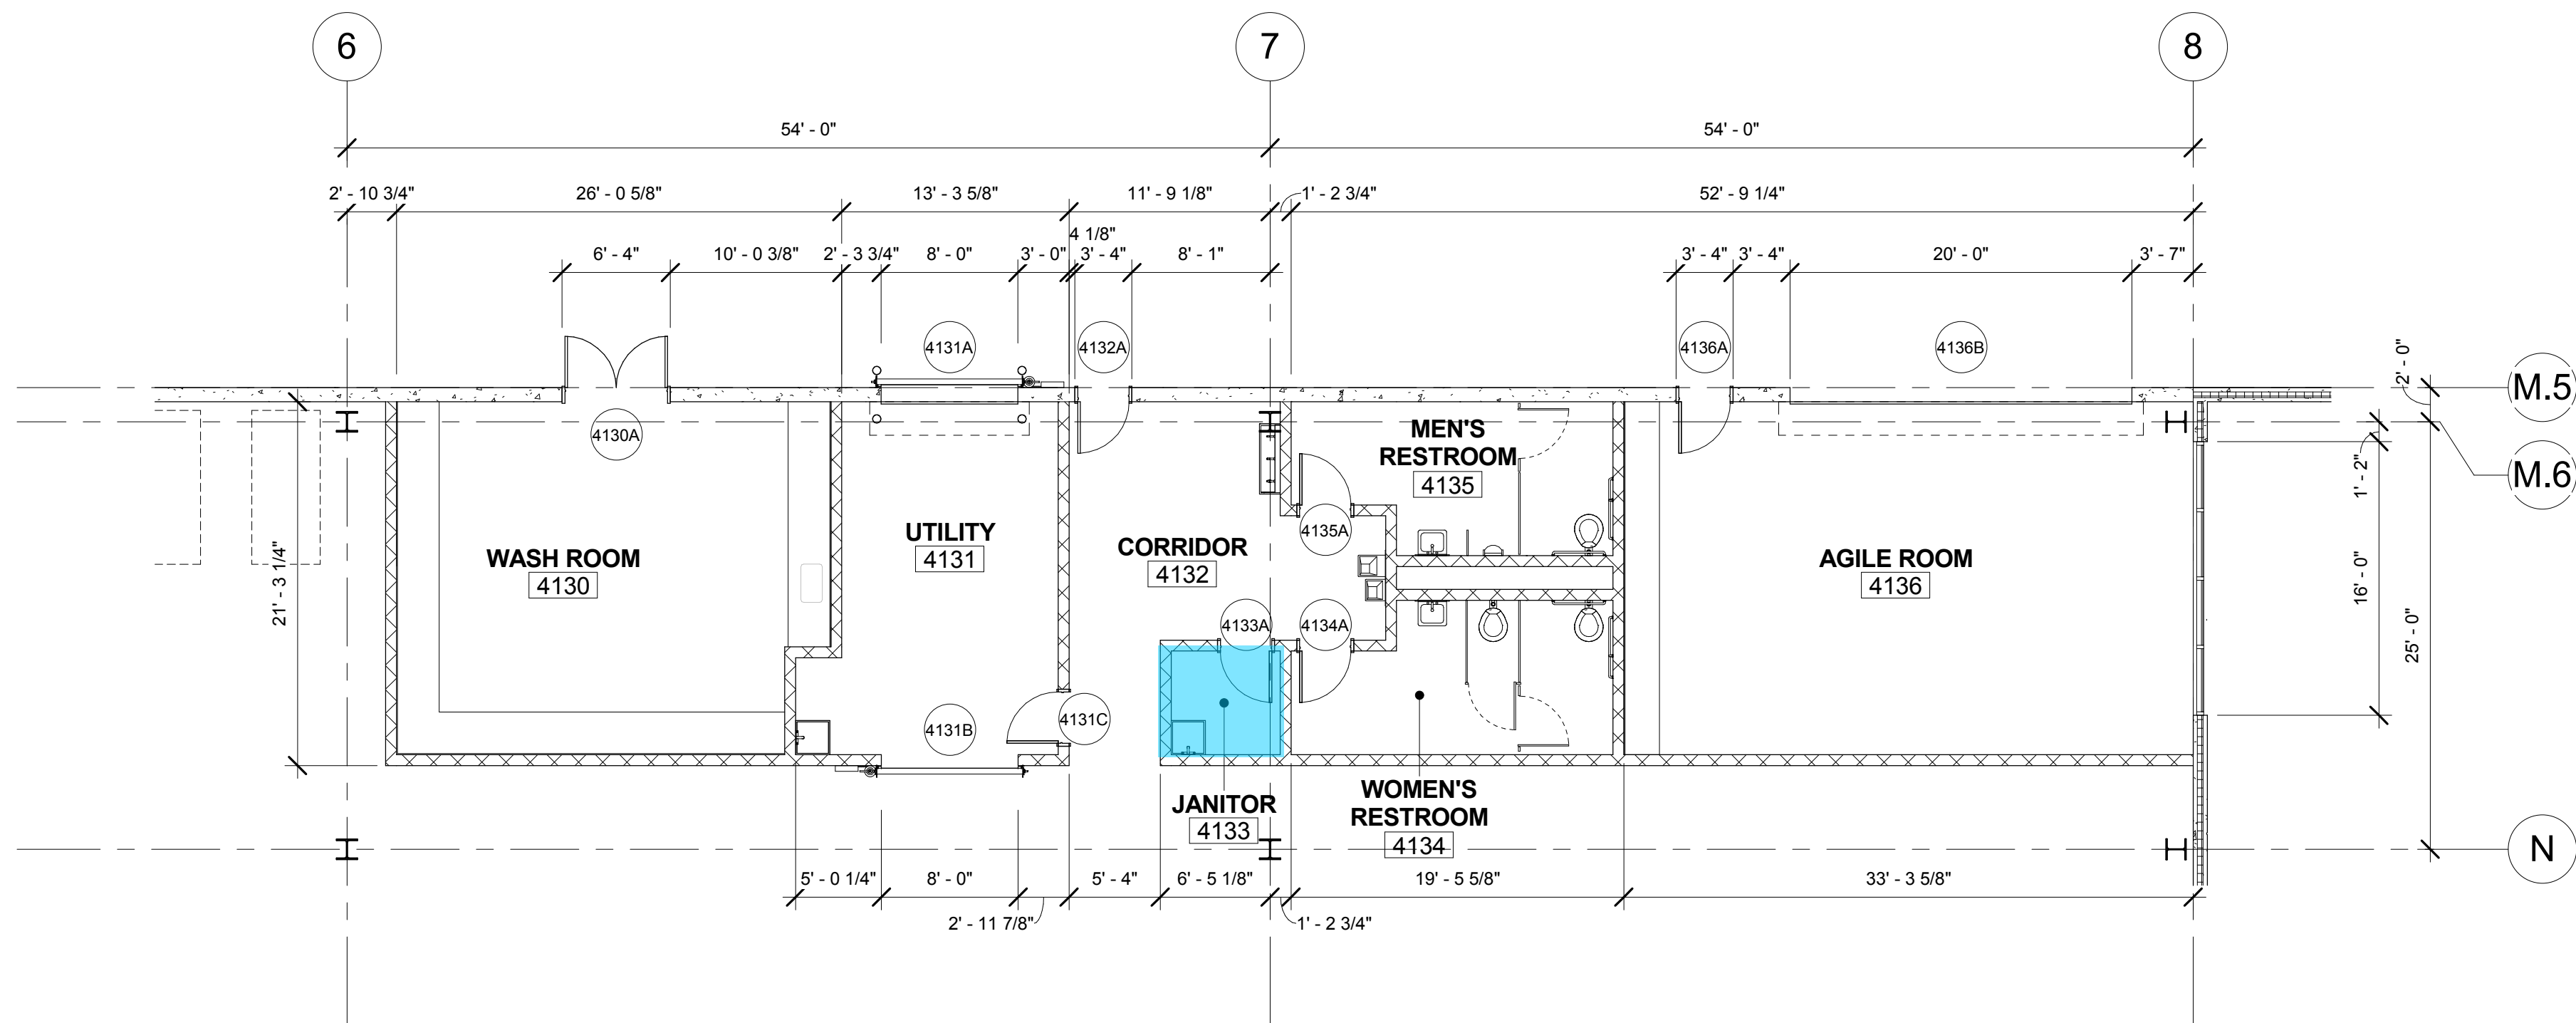 6
7
8
54' - 0"
54' - 0"
2' - 10 3/4"
26' - 0 5/8"
13' - 3 5/8"
11' - 9 1/8"
1' - 2 3/4"
52' - 9 1/4"
4 1/8"
6' - 4"
10' - 0 3/8"
2' - 3 3/4"
8' - 0"
3' - 0"
3' - 4"
8' - 1"
3' - 4"
3' - 4"
20' - 0"
3' - 7"
4131A
4132A
4136A
4136B
2' - 0"
M.5
4130A
MEN'S
RESTROOM
4135
1' - 2"
M.6
UTILITY
4131
CORRIDOR
4132
4135A
WASH ROOM
4130
AGILE ROOM
4136
21' - 3 1/4"
16' - 0"
25' - 0"
4133A
4134A
4131B
4131C
JANITOR
4133
WOMEN'S
RESTROOM
4134
N
5' - 0 1/4"
8' - 0"
5' - 4"
6' - 5 1/8"
19' - 5 5/8"
33' - 3 5/8"
2' - 11 7/8"
1' - 2 3/4"